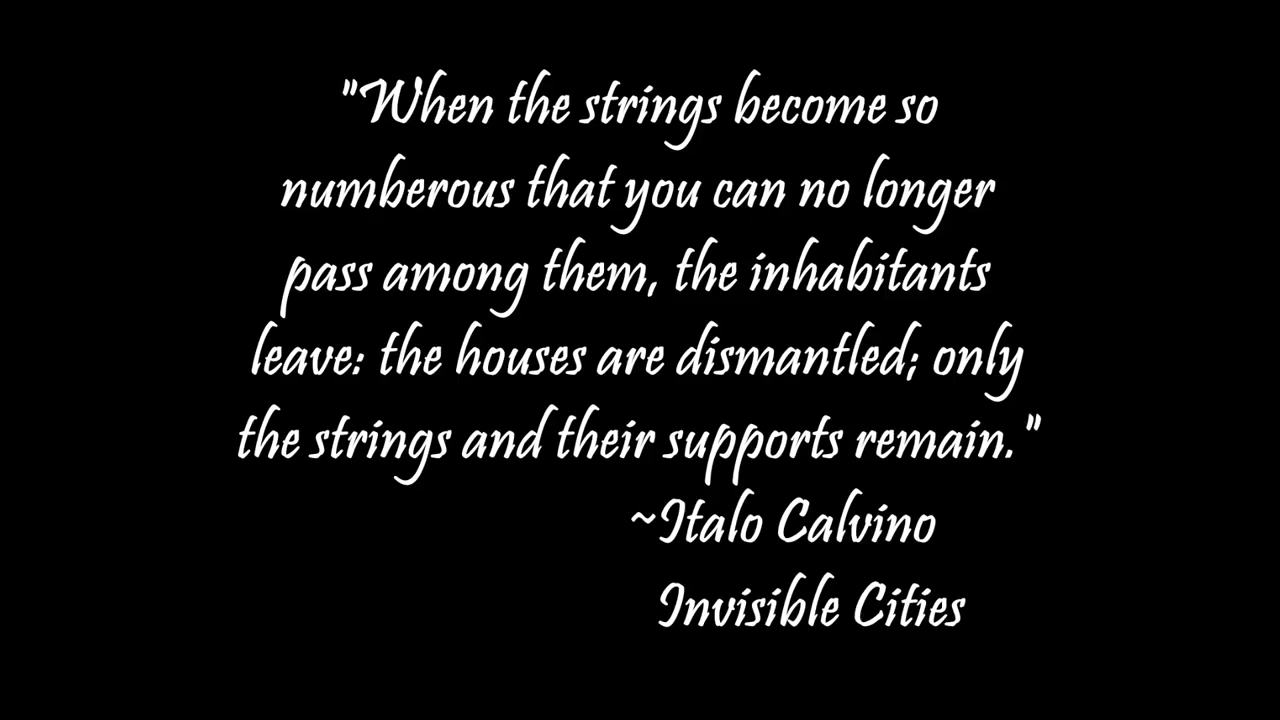 "When the strings become so
numberous that you can no longer
pass among them, the inhabitants
leave: the houses are dismantled; only
the strings and their supports remain."
~Italo Calvino
Invisible Cities